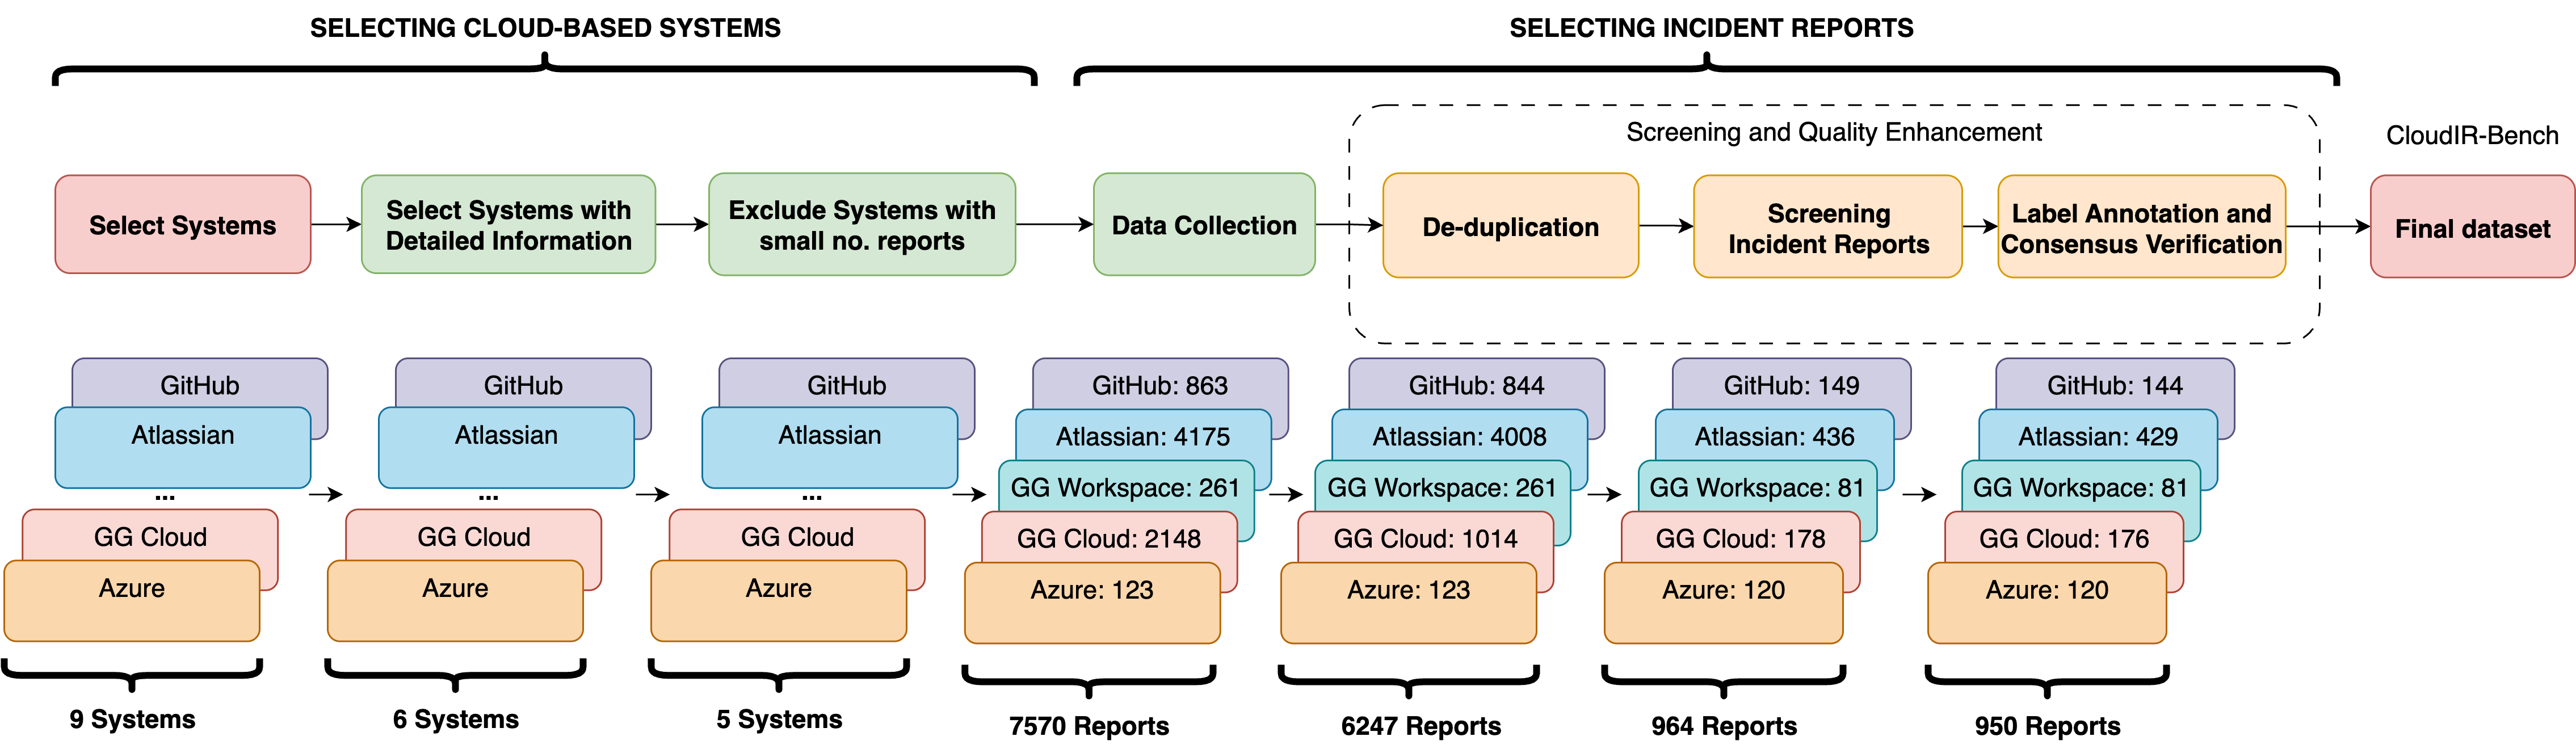 SELECTING CLOUD-BASED SYSTEMS
SELECTING INCIDENT REPORTS
Screening and Quality Enhancement
CloudIR-Bench
Select Systems
Select Systems with
Detailed Information
Exclude Systems with
small no. reports
Data Collection
De-duplication
Screening
Incident Reports
Label Annotation and
Consensus Verification
Final dataset
GitHub
Atlassian
...
GG Cloud
Azure
9 Systems
GitHub
Atlassian
...
GG Cloud
Azure
6 Systems
GitHub
Atlassian
...
GG Cloud
Azure
5 Systems
GitHub: 863
Atlassian: 4175
GG Workspace: 261
GG Cloud: 2148
Azure: 123
7570 Reports
GitHub: 844
Atlassian: 4008
GG Workspace: 261
GG Cloud: 1014
Azure: 123
6247 Reports
GitHub: 149
Atlassian: 436
GG Workspace: 81
GG Cloud: 178
Azure: 120
964 Reports
GitHub: 144
Atlassian: 429
GG Workspace: 81
GG Cloud: 176
Azure: 120
950 Reports